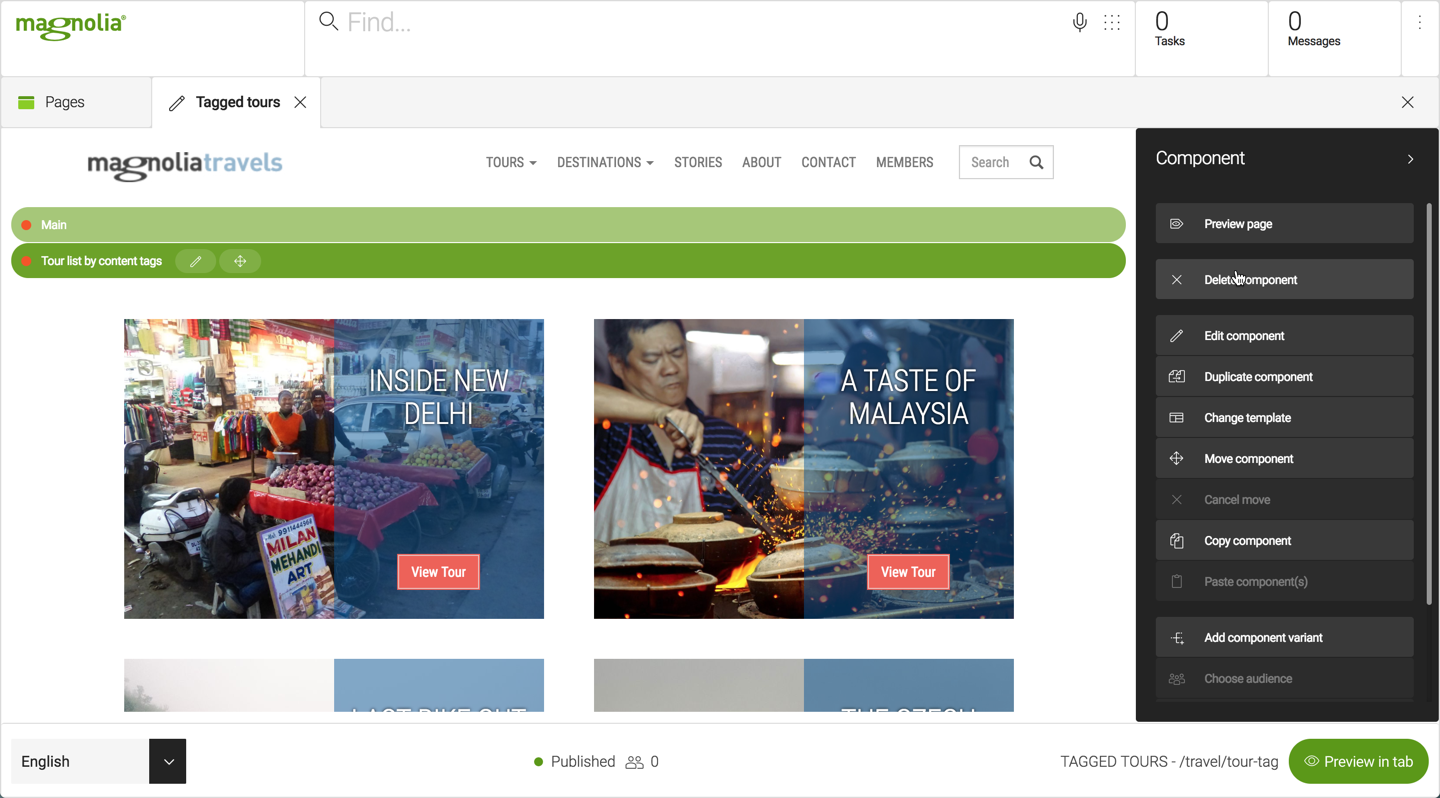 magnolia®
Find...
0
Tasks
0
Messages
Pages
Tagged tours
magnoliatravels
TOURS
DESTINATIONS
STORIES
ABOUT
CONTACT
MEMBERS
Search
Main
Tour list by content tags
INSIDE NEW
DELHI
View Tour
MILAN
MEHANDI
ART
A TASTE OF
MALAYSIA
View Tour
Component
Preview page
Delete component
Edit component
Duplicate component
Change template
Move component
Cancel move
Copy component
Paste component(s)
Add component variant
Choose audience
English
Published
0
TAGGED TOURS - /travel/tour-tag
Preview in tab